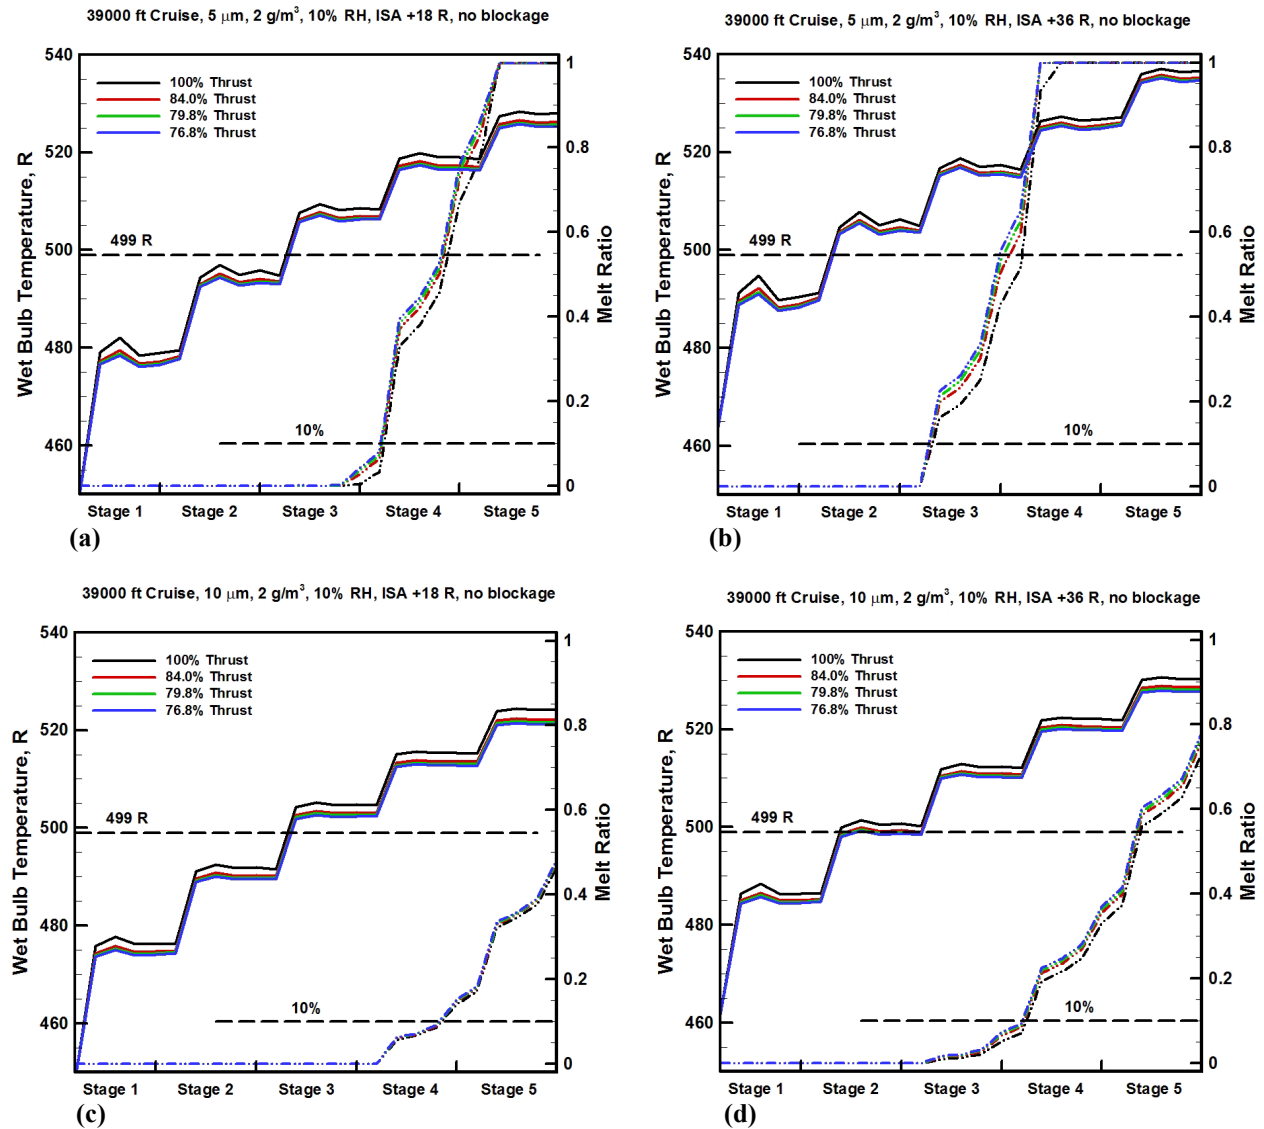 39000 ft Cruise, 5 μm, 2 g/m³, 10% RH, ISA +18 R, no blockage
540
520
500
480
460
Wet Bulb Temperature, R
100% Thrust
84.0% Thrust
79.8% Thrust
76.8% Thrust
499 R
10%
1
0.8
0.6
0.4
0.2
0
Melt Ratio
Stage 1 Stage 2 Stage 3 Stage 4 Stage 5
(a)
39000 ft Cruise, 5 μm, 2 g/m³, 10% RH, ISA +36 R, no blockage
540
520
500
480
460
Wet Bulb Temperature, R
100% Thrust
84.0% Thrust
79.8% Thrust
76.8% Thrust
499 R
10%
1
0.8
0.6
0.4
0.2
0
Melt Ratio
Stage 1 Stage 2 Stage 3 Stage 4 Stage 5
(b)
39000 ft Cruise, 10 μm, 2 g/m³, 10% RH, ISA +18 R, no blockage
540
520
500
480
460
Wet Bulb Temperature, R
100% Thrust
84.0% Thrust
79.8% Thrust
76.8% Thrust
499 R
10%
1
0.8
0.6
0.4
0.2
0
Melt Ratio
Stage 1 Stage 2 Stage 3 Stage 4 Stage 5
(c)
39000 ft Cruise, 10 μm, 2 g/m³, 10% RH, ISA +36 R, no blockage
540
520
500
480
460
Wet Bulb Temperature, R
100% Thrust
84.0% Thrust
79.8% Thrust
76.8% Thrust
499 R
10%
1
0.8
0.6
0.4
0.2
0
Melt Ratio
Stage 1 Stage 2 Stage 3 Stage 4 Stage 5
(d)